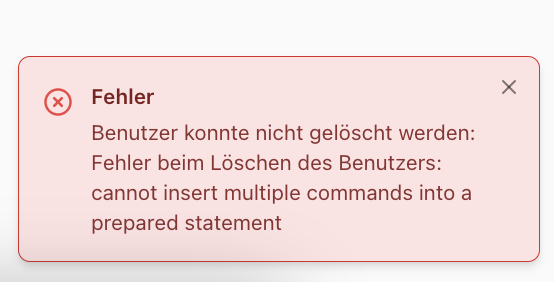 Fehler
Benutzer konnte nicht gelöscht werden:
Fehler beim Löschen des Benutzers:
cannot insert multiple commands into a
prepared statement